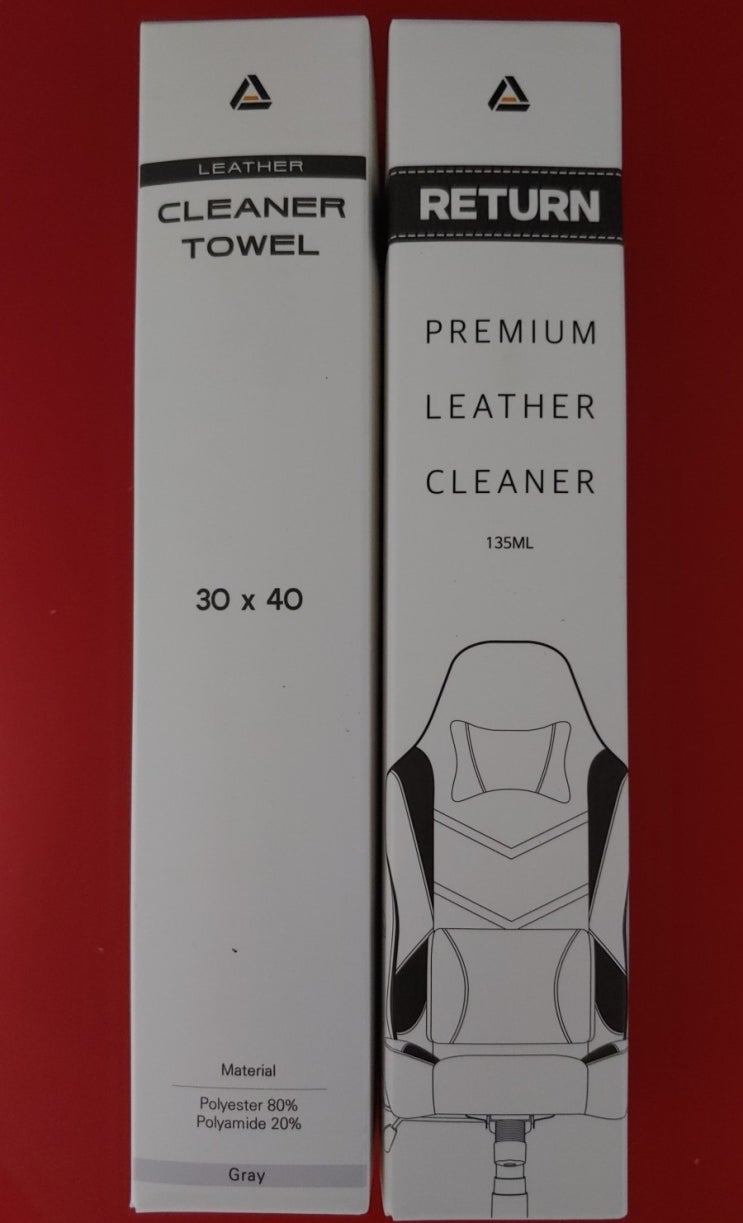 LEATHER
CLEANER
TOWEL
30 x 40
Material
Polyester 80%
Polyamide 20%
Gray
RETURN
PREMIUM
LEATHER
CLEANER
135ML